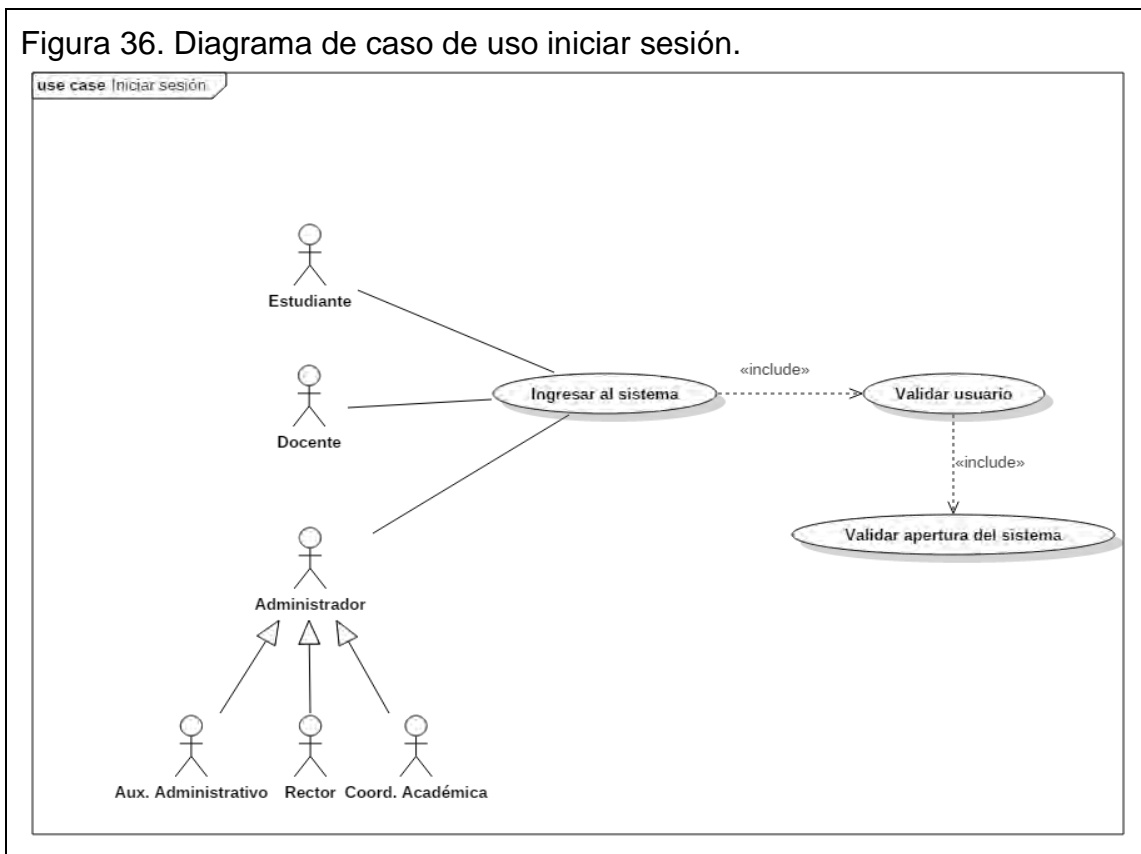 Figura 36. Diagrama de caso de uso iniciar sesión.
use case Iniciar sesión
Estudiante
«include»
Ingresar al sistema
Validar usuario
Docente
«include»
Validar apertura del sistema
Administrador
Aux. Administrativo
Rector
Coord. Académica